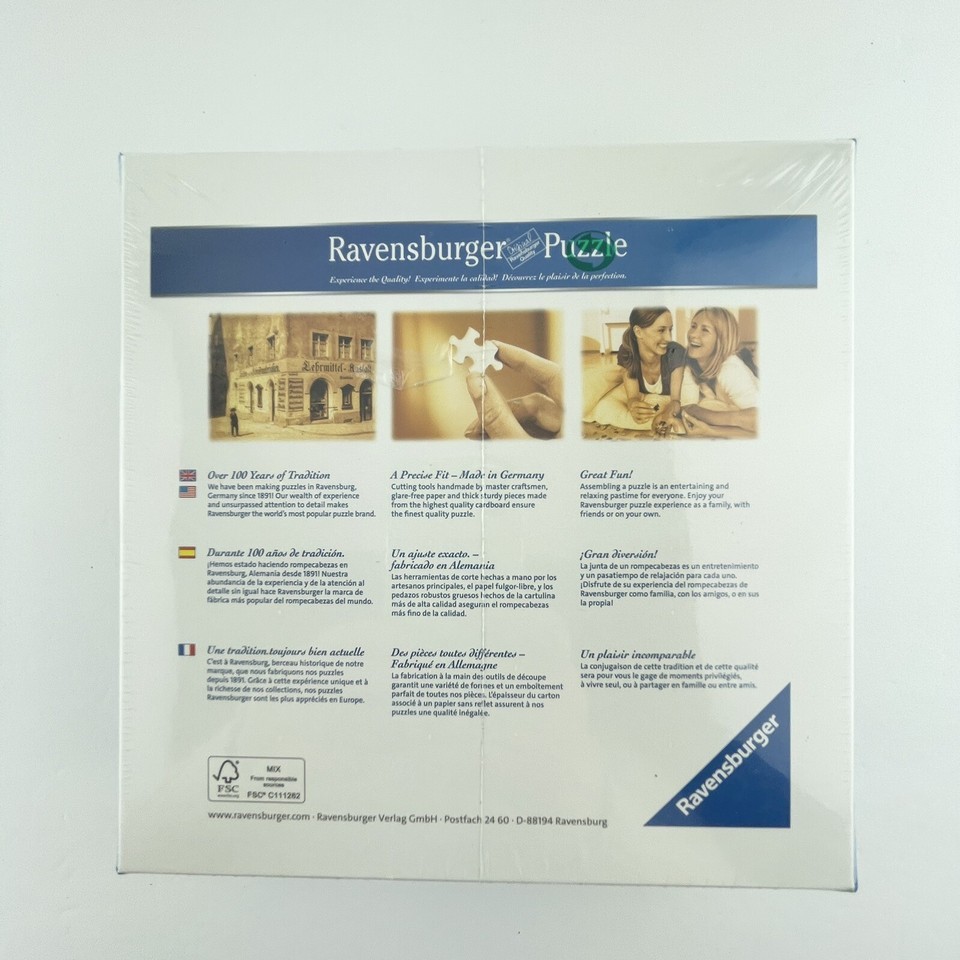 Ravensburger® Puzzle
Original Ravensburger Quality
Experience the Quality! Experimente la calidad! Découvrez le plaisir de la perfection.
Lehrmittel-
Over 100 Years of Tradition
We have been making puzzles in Ravensburg,
Germany since 1891! Our wealth of experience
and unsurpassed attention to detail makes
Ravensburger the world's most popular puzzle brand.
A Precise Fit – Made in Germany
Cutting tools handmade by master craftsmen,
glare-free paper and thick sturdy pieces made
from the highest quality cardboard ensure
the finest quality puzzle.
Great Fun!
Assembling a puzzle is an entertaining and
relaxing pastime for everyone. Enjoy your
Ravensburger puzzle experience as a family, with
friends or on your own.
Durante 100 años de tradición.
¡Hemos estado haciendo rompecabezas en
Ravensburg, Alemania desde 1891! Nuestra
abundancia de la experiencia y de la atención al
detalle sin igual hace Ravensburger la marca de
fábrica más popular del rompecabezas del mundo.
Un ajuste exacto. –
fabricado en Alemania
Las herramientas de corte hechas a mano por los
artesanos principales, el papel fulgor-libre, y los
pedazos robustos gruesos hechos de la cartulina
más de alta calidad aseguran el rompecabezas
más fino de la calidad.
¡Gran diversión!
La junta de un rompecabezas es un entretenimiento
y un pasatiempo de relajación para cada uno.
¡Disfrute de su experiencia del rompecabezas de
Ravensburger como familia, con los amigos, o en sus
la propia!
Une tradition toujours bien actuelle
C'est à Ravensburg, berceau historique de notre
marque, que nous fabriquons nos puzzles
depuis 1891. Grâce à cette expérience unique et à
la richesse de nos collections, nos puzzles
Ravensburger sont les plus appréciés en Europe.
Des pièces toutes différentes –
Fabriqué en Allemagne
La fabrication à la main des outils de découpe
garantit une variété de formes et un emboîtement
parfait de toutes nos pièces. L'épaisseur du carton
associé à un papier sans reflet assurent à nos
puzzles une qualité inégalée.
Un plaisir incomparable
La conjugaison de cette tradition et de cette qualité
sera pour vous le gage de moments privilégiés,
à vivre seul, ou à partager en famille ou entre amis.
FSC
www.fsc.org
MIX
From responsible
sources
FSC® C111262
www.ravensburger.com · Ravensburger Verlag GmbH · Postfach 24 60 · D-88194 Ravensburg
Ravensburger